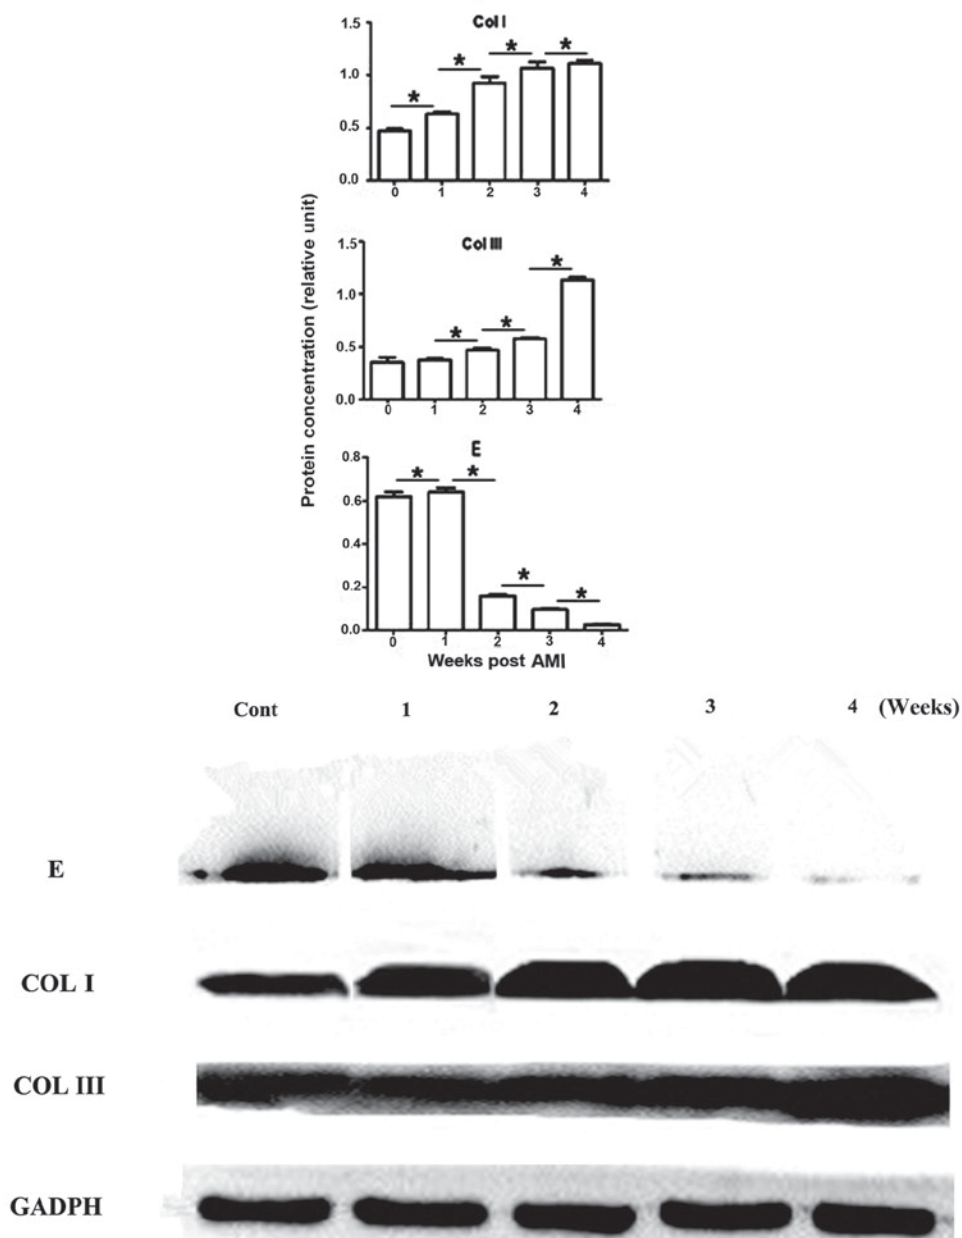 Col I
1.5
*
*
*
*
1.0
0.5
0.0
0 1 2 3 4
Protein concentration (relative unit)
Col III
1.5
*
*
*
1.0
0.5
0.0
0 1 2 3 4
E
0.8
*
*
0.6
0.4
*
*
0.2
0.0
0 1 2 3 4
Weeks post AMI
Cont 1 2 3 4 (Weeks)
E
COL I
COL III
GADPH